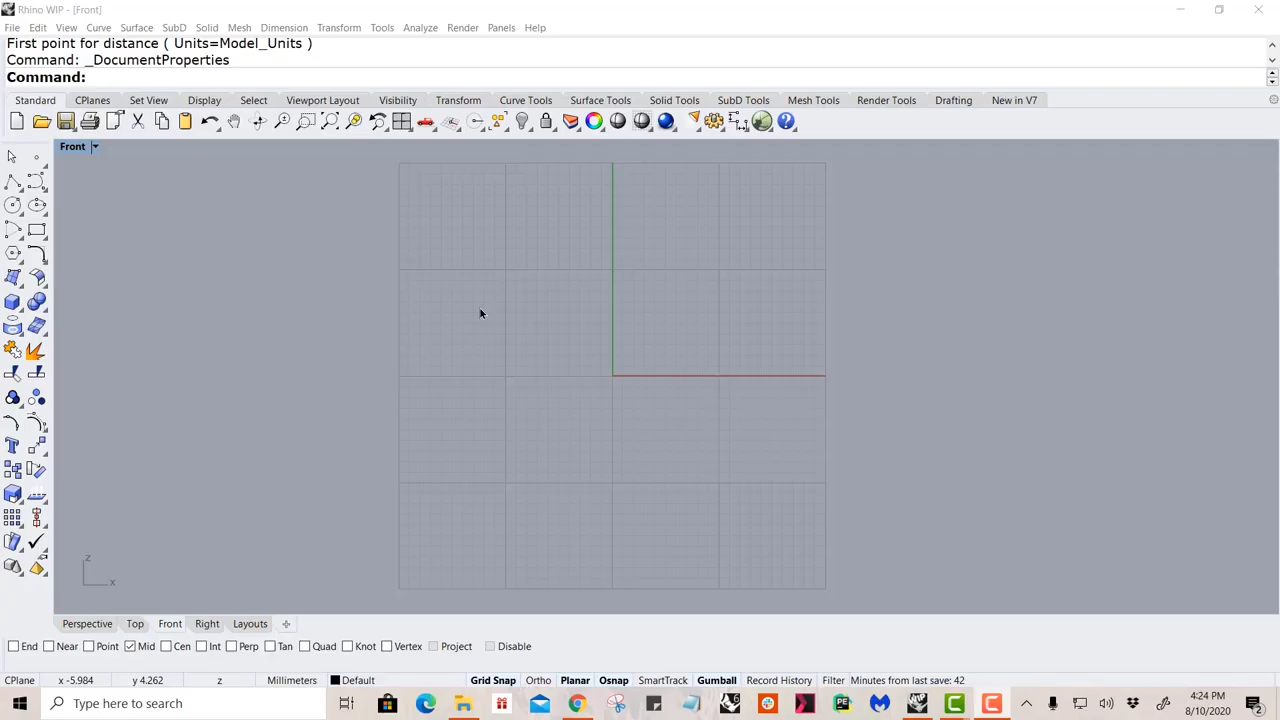 Rhino WIP - [Front]
File Edit View Curve Surface SubD Solid Mesh Dimension Transform Tools Analyze Render Panels Help
First point for distance ( Units=Model_Units )
Command: _DocumentProperties
Command:
Standard CPlanes Set View Display Select Viewport Layout Visibility Transform Curve Tools Surface Tools Solid Tools SubD Tools Mesh Tools Render Tools Drafting New in V7
Front
z
x
Perspective Top Front Right Layouts
End Near Point Mid Cen Int Perp Tan Quad Knot Vertex Project Disable
CPlane x -5.984 y 4.262 z Millimeters Default Grid Snap Ortho Planar Osnap SmartTrack Gumball Record History Filter Minutes from last save: 42
Type here to search
4:24 PM
8/10/2020